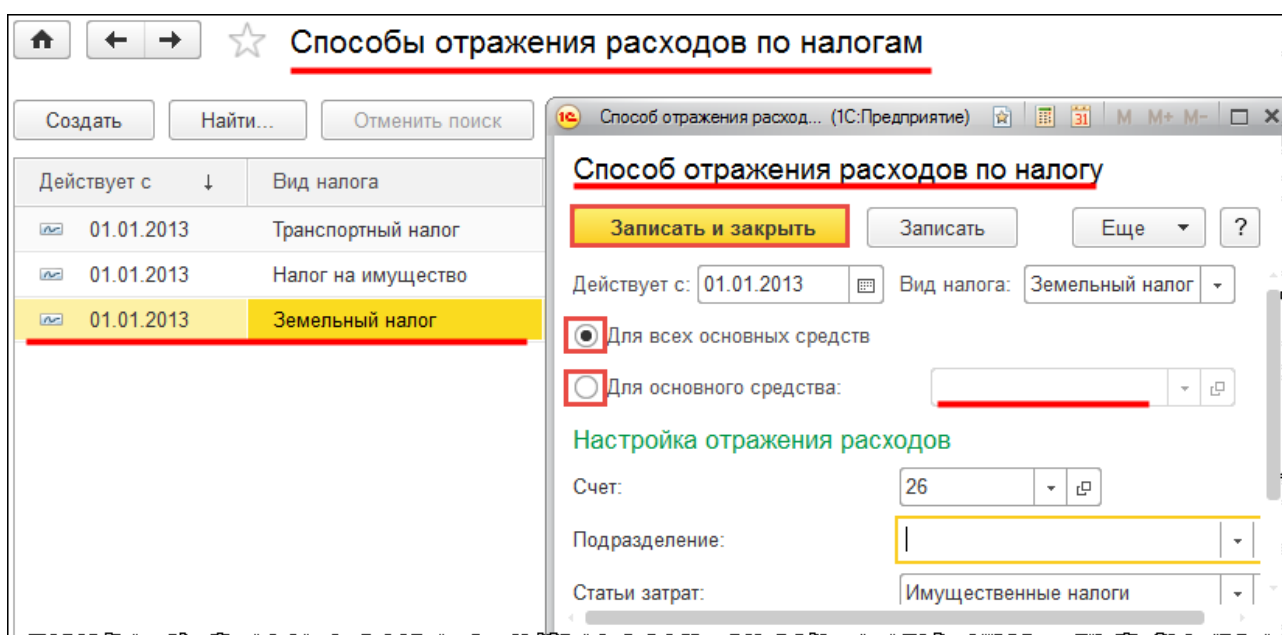 Способы отражения расходов по налогам
Создать Найти... Отменить поиск
Действует с ↓ Вид налога
01.01.2013 Транспортный налог
01.01.2013 Налог на имущество
01.01.2013 Земельный налог
1С Способ отражения расход... (1С:Предприятие) 31 M M+ M-
Способ отражения расходов по налогу
Записать и закрыть Записать Еще ?
Действует с: 01.01.2013 Вид налога: Земельный налог
Для всех основных средств
Для основного средства:
Настройка отражения расходов
Счет: 26
Подразделение:
Статьи затрат: Имущественные налоги